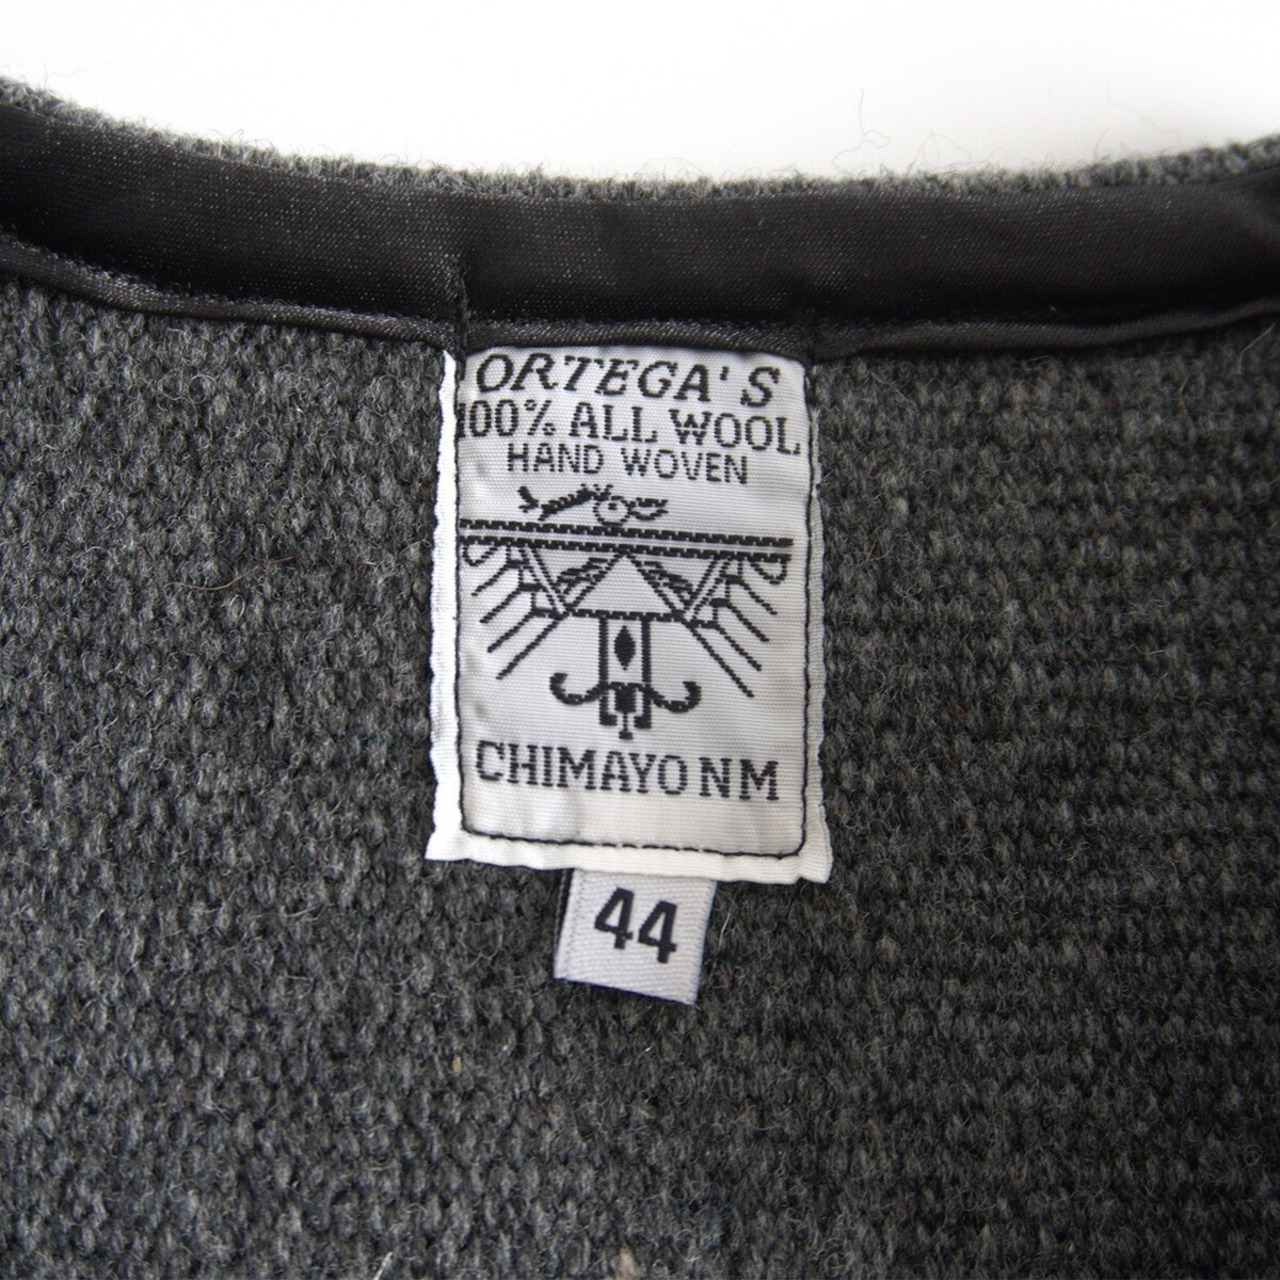 ORTEGA'S
100% ALL WOOL
HAND WOVEN
CHIMAYO NM
44